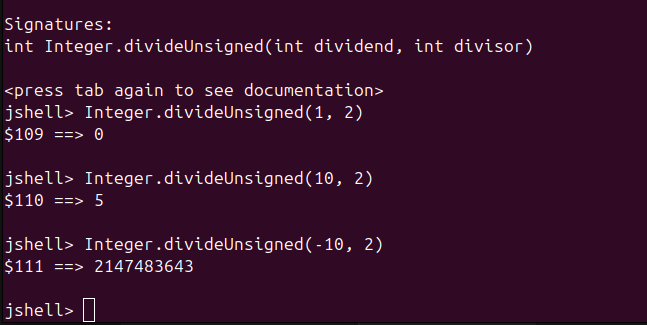 Signatures:
int Integer.divideUnsigned(int dividend, int divisor)
<press tab again to see documentation>
jshell> Integer.divideUnsigned(1, 2)
$109 ==> 0
jshell> Integer.divideUnsigned(10, 2)
$110 ==> 5
jshell> Integer.divideUnsigned(-10, 2)
$111 ==> 2147483643
jshell>